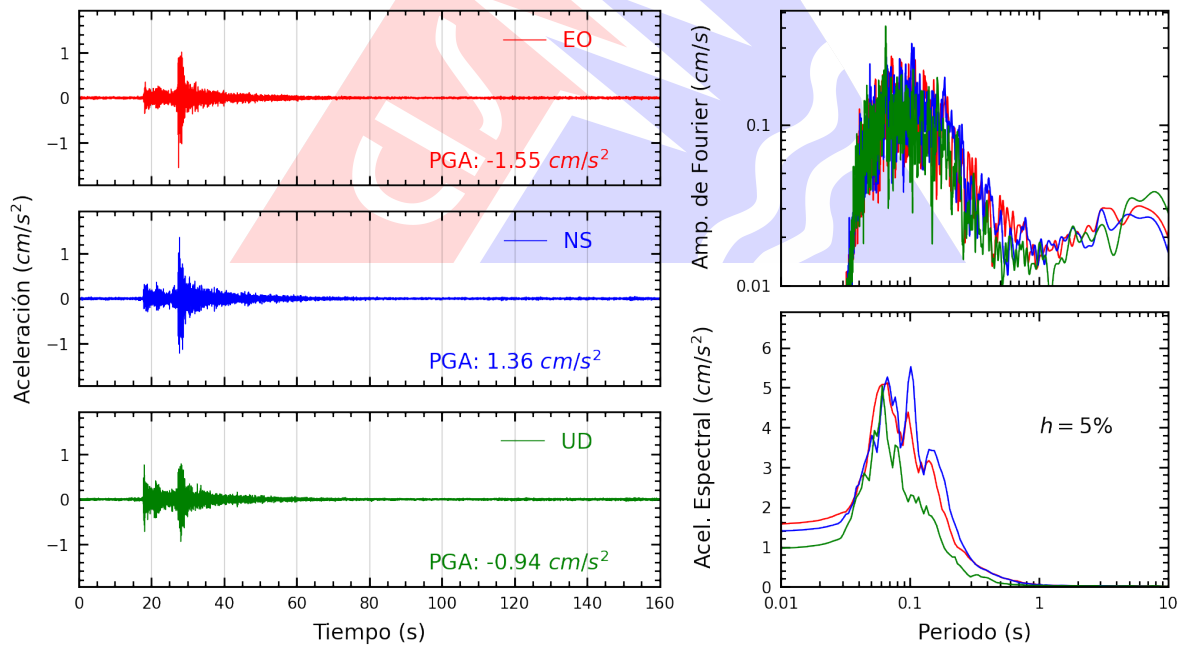 Aceleración (cm/s²)
1
0
−1
EO
PGA: -1.55 cm/s²
1
0
−1
NS
PGA: 1.36 cm/s²
1
0
−1
UD
PGA: -0.94 cm/s²
0 20 40 60 80 100 120 140 160
Tiempo (s)
Amp. de Fourier (cm/s)
0.1
0.01
Acel. Espectral (cm/s²)
6
5
4
3
2
1
0
h = 5%
0.01 0.1 1 10
Periodo (s)